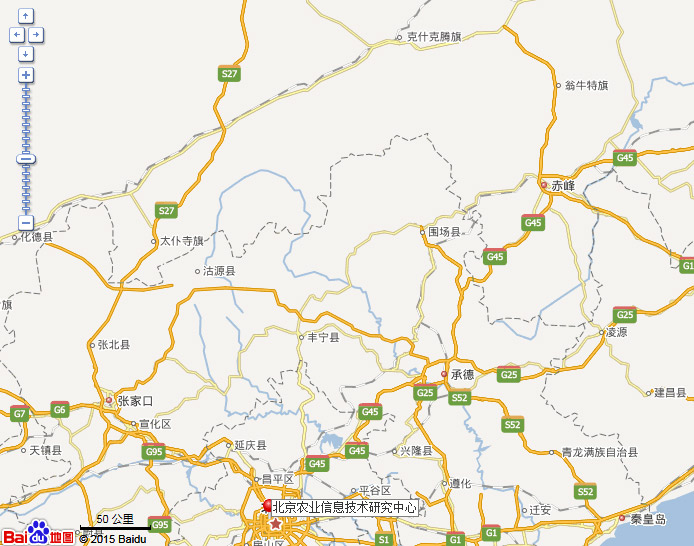 克什克腾旗
S27
翁牛特旗
G45
赤峰
S27
G45
围场县
化德县
太仆寺旗
G45
沽源县
G1
旗
G25
凌源
丰宁县
张北县
承德
G25
G25
建昌县
S52
张家口
G6
G7
G45
宣化区
S52
延庆县
G95
G45
天镇县
兴隆县
青龙满族自治县
G45
昌平区
遵化
平谷区
S52
北京农业信息技术研究中心
迁安
秦皇岛
50 公里
G95
G1
G1
S1
房山区
Bai 地图
© 2015 Baidu